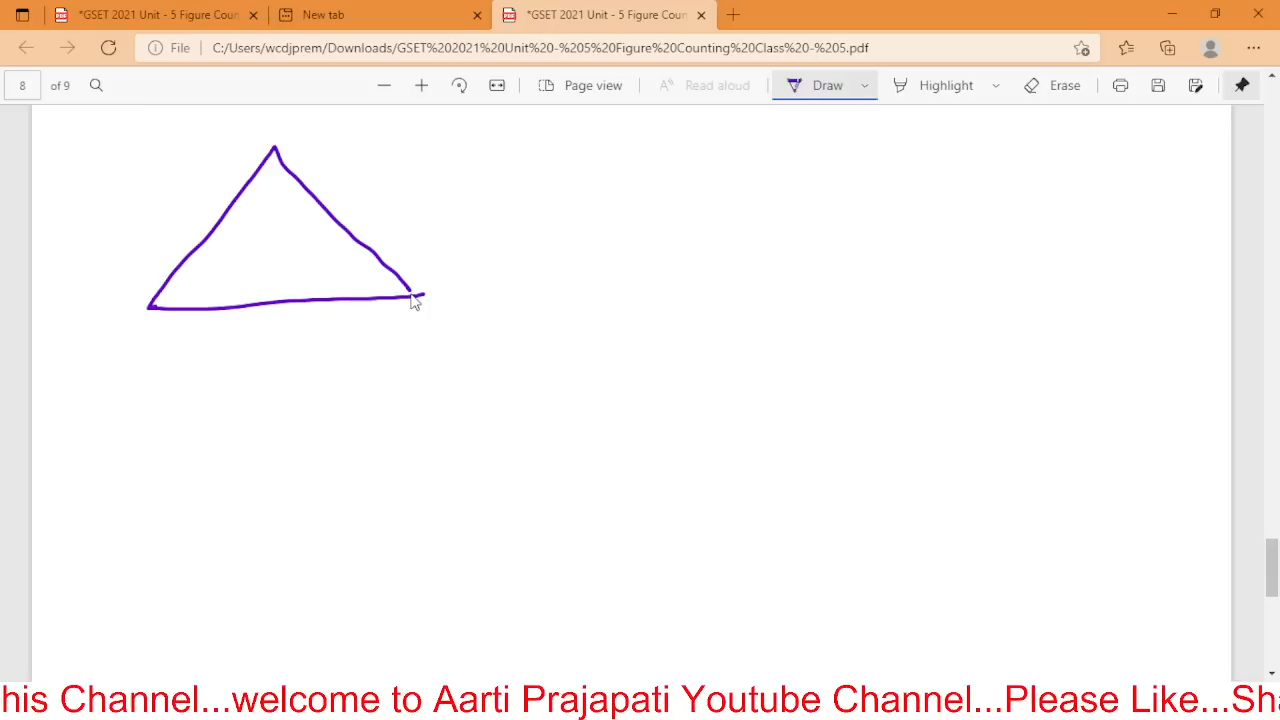 *GSET 2021 Unit - 5 Figure Coun
New tab
*GSET 2021 Unit - 5 Figure Coun
File
C:/Users/wcdjprem/Downloads/GSET%202021%20Unit%20-%205%20Figure%20Counting%20Class%20-%205.pdf
8 of 9
Page view
Read aloud
Draw
Highlight
Erase
his Channel...welcome to Aarti Prajapati Youtube Channel...Please Like...Sh